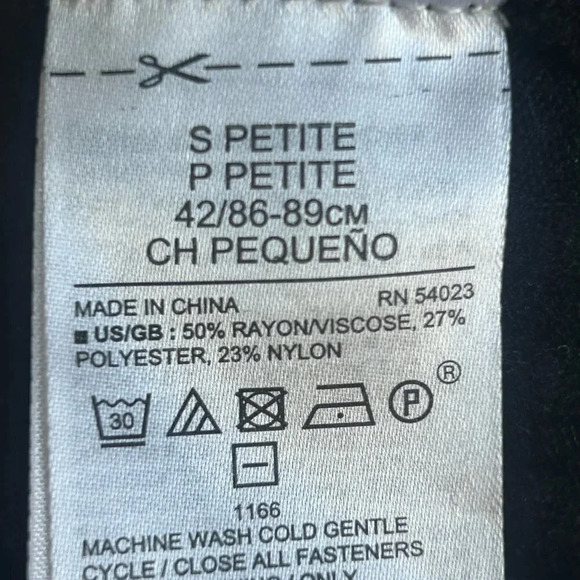 S PETITE
P PETITE
42/86-89CM
CH PEQUEÑO
MADE IN CHINA RN 54023
US/GB : 50% RAYON/VISCOSE, 27%
POLYESTER, 23% NYLON
30 P ®
1166
MACHINE WASH COLD GENTLE
CYCLE / CLOSE ALL FASTENERS
ONLY